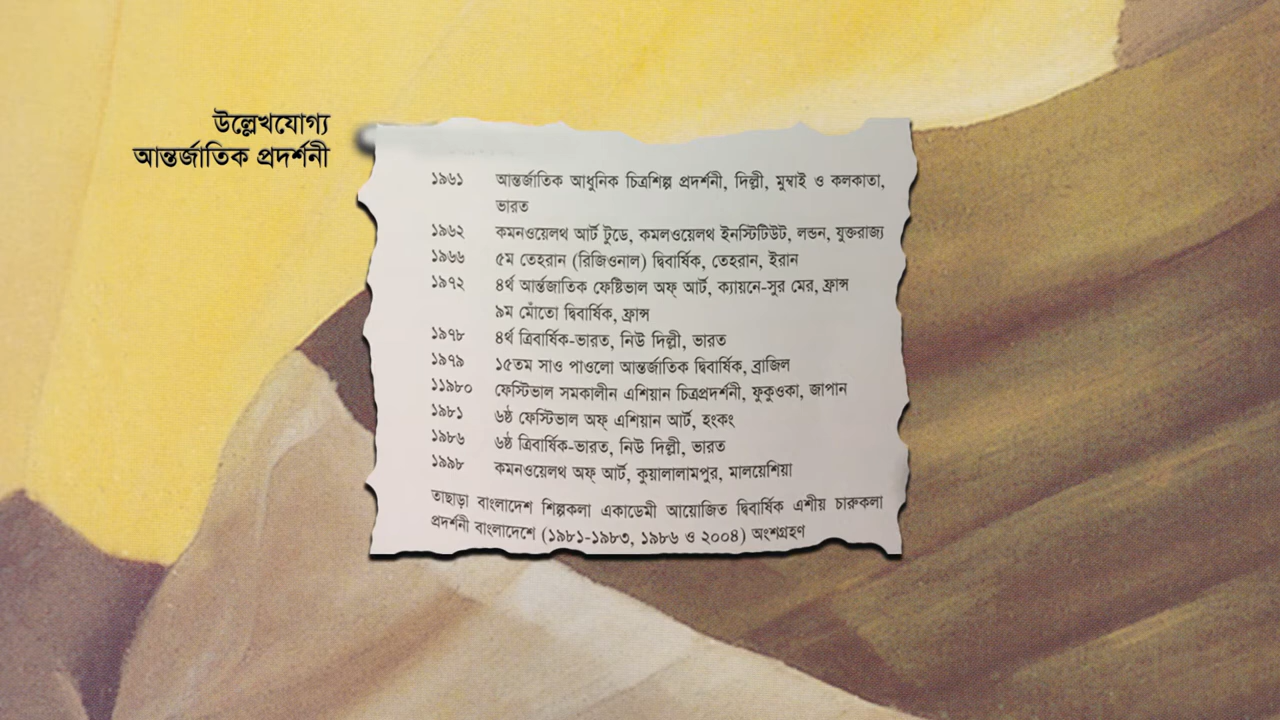 উল্লেখযোগ্য
আন্তর্জাতিক প্রদর্শনী
১৯৬১ আন্তর্জাতিক আধুনিক চিত্রশিল্প প্রদর্শনী, দিল্লী, মুম্বাই ও কলকাতা,
ভারত
১৯৬২ কমনওয়েলথ আর্ট টুডে, কমলওয়েলথ ইনস্টিটিউট, লন্ডন, যুক্তরাজ্য
১৯৬৬ ৫ম তেহরান (রিজিওনাল) দ্বিবার্ষিক, তেহরান, ইরান
১৯৭২ ৪র্থ আর্ন্তজাতিক ফেষ্টিভাল অফ্ আর্ট, ক্যায়নে-সুর মের, ফ্রান্স
৯ম মোঁতো দ্বিবার্ষিক, ফ্রান্স
১৯৭৮ ৪র্থ ত্রিবার্ষিক-ভারত, নিউ দিল্লী, ভারত
১৯৭৯ ১৫তম সাও পাওলো আন্তর্জাতিক দ্বিবার্ষিক, ব্রাজিল
১১৯৮০ ফেস্টিভাল সমকালীন এশিয়ান চিত্রপ্রদর্শনী, ফুকুওকা, জাপান
১৯৮১ ৬ষ্ঠ ফেস্টিভাল অফ্ এশিয়ান আর্ট, হংকং
১৯৮৬ ৬ষ্ঠ ত্রিবার্ষিক-ভারত, নিউ দিল্লী, ভারত
১৯৯৮ কমনওয়েলথ অফ্ আর্ট, কুয়ালালামপুর, মালয়েশিয়া
তাছাড়া বাংলাদেশ শিল্পকলা একাডেমী আয়োজিত দ্বিবার্ষিক এশীয় চারুকলা
প্রদর্শনী বাংলাদেশে (১৯৮১-১৯৮৩, ১৯৮৬ ও ২০০৪) অংশগ্রহণ